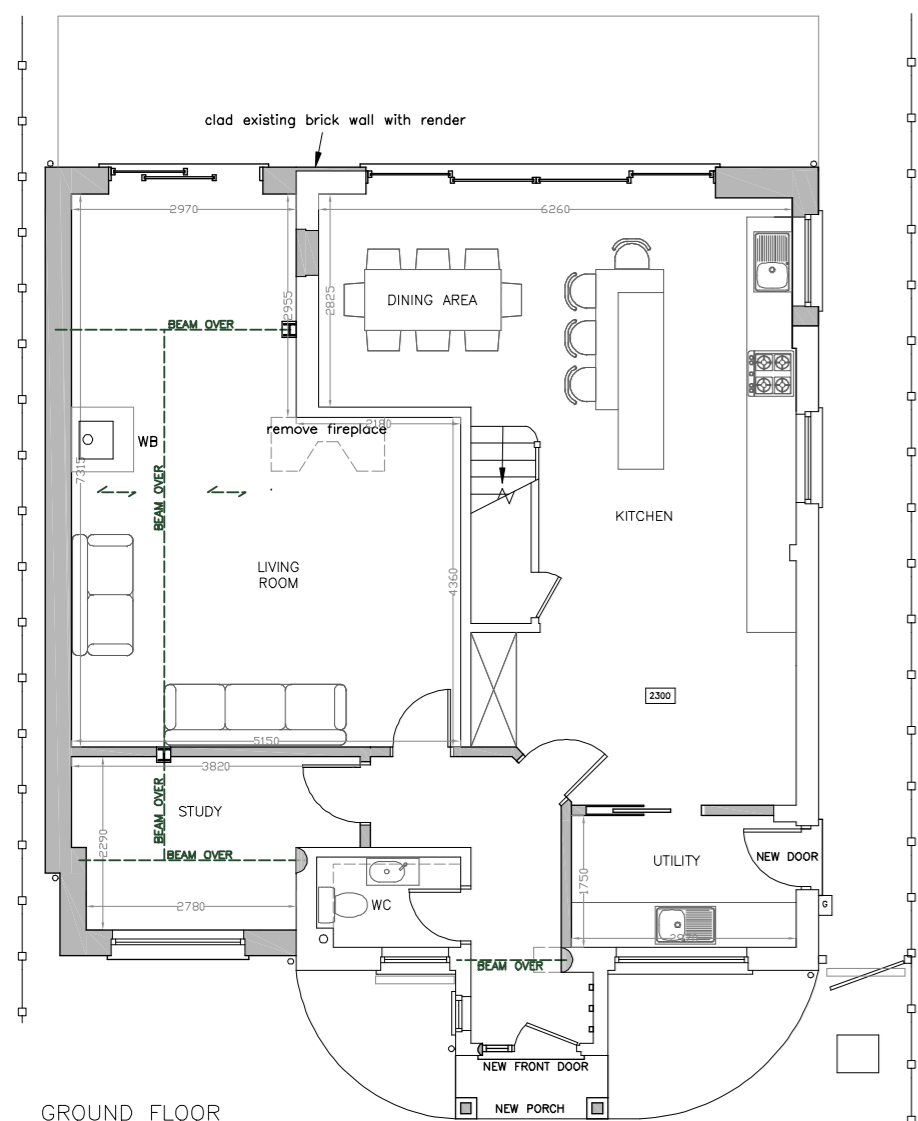 clad existing brick wall with render
2970
6260
2955
2825
DINING AREA
BEAM OVER
remove fireplace
2180
WB
7315
BEAM OVER
KITCHEN
LIVING
ROOM
4360
2300
5150
3820
STUDY
BEAM OVER
2290
BEAM OVER
2780
WC
UTILITY
NEW DOOR
1750
G
BEAM OVER
NEW FRONT DOOR
NEW PORCH
GROUND FLOOR